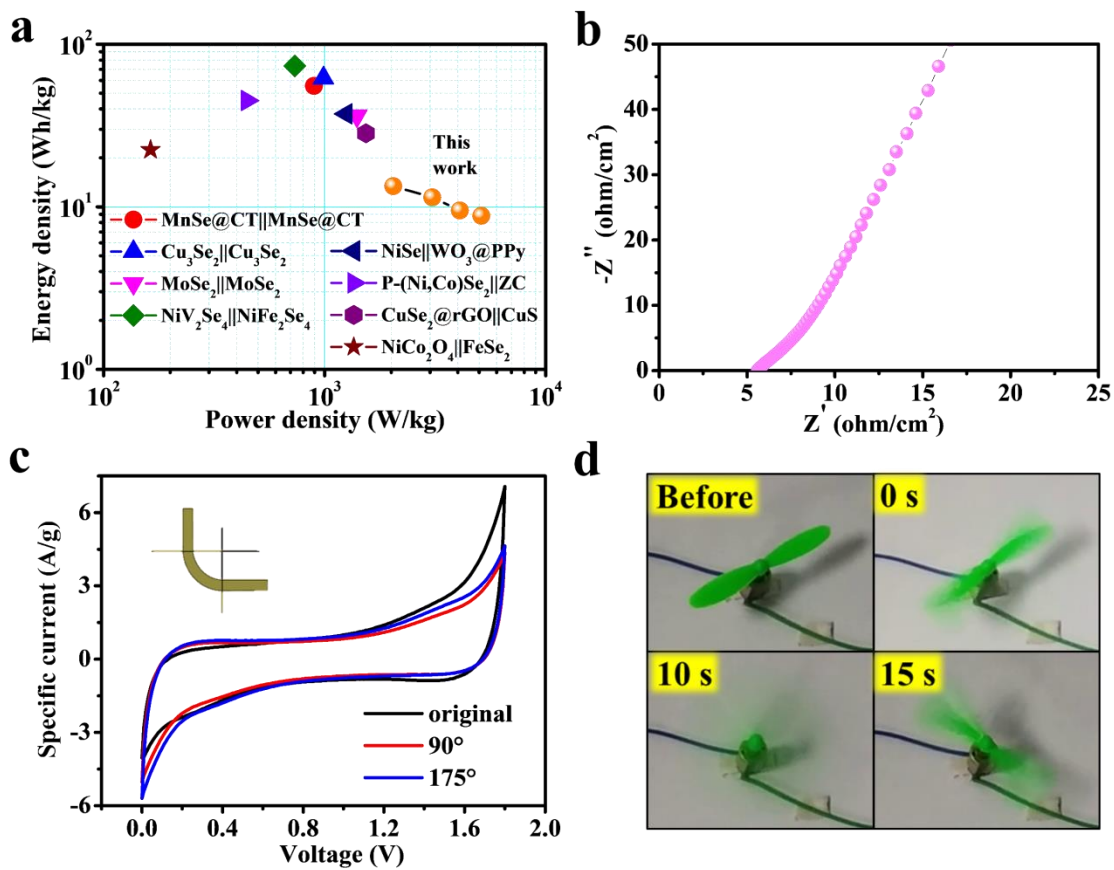 a
10²
10¹
10⁰
Energy density (Wh/kg)
This
work
MnSe@CT||MnSe@CT
Cu₃Se₂||Cu₃Se₂
NiSe||WO₃@PPy
MoSe₂||MoSe₂
P-(Ni,Co)Se₂||ZC
NiV₂Se₄||NiFe₂Se₄
CuSe₂@rGO||CuS
NiCo₂O₄||FeSe₂
10² 10³ 10⁴
Power density (W/kg)
b
50
40
30
20
10
0
-Z'' (ohm/cm²)
0 5 10 15 20 25
Z' (ohm/cm²)
c
6
3
0
-3
-6
Specific current (A/g)
original
90°
175°
0.0 0.4 0.8 1.2 1.6 2.0
Voltage (V)
d
Before
0 s
10 s
15 s